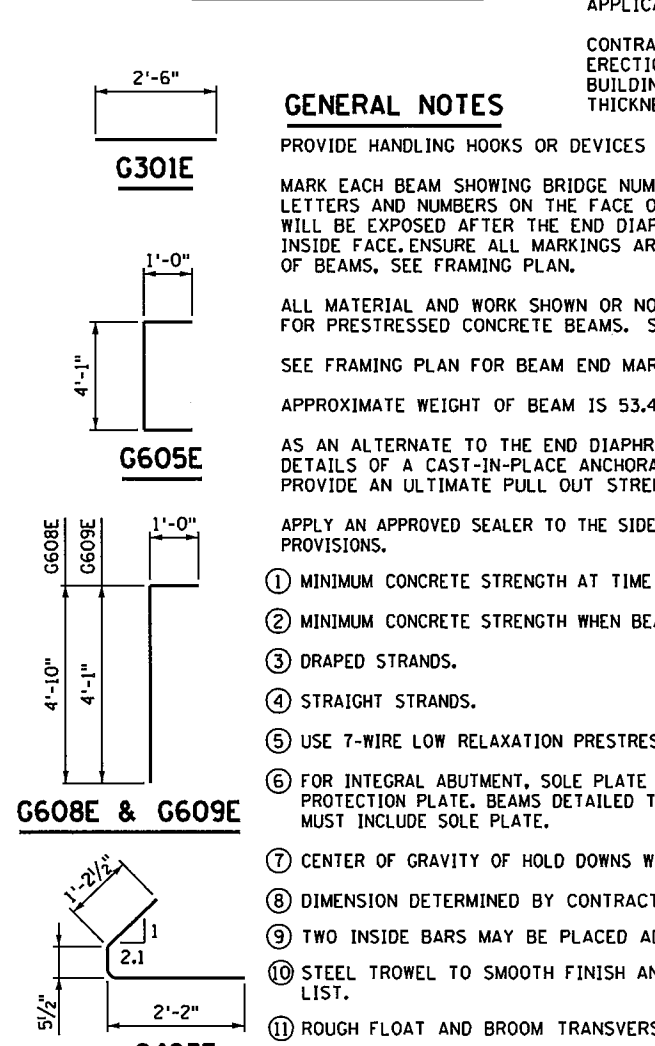 APPLICA
CONTRA
ERECTIO
BUILDIN
THICKNE
2'-6"
G301E
1'-0"
4'-1"
G605E
G608E
G609E
1'-0"
4'-10"
4'-1"
G608E & G609E
1'-2½"
1
2.1
5½"
2'-2"
GENERAL NOTES
PROVIDE HANDLING HOOKS OR DEVICES
MARK EACH BEAM SHOWING BRIDGE NUM
LETTERS AND NUMBERS ON THE FACE O
WILL BE EXPOSED AFTER THE END DIAP
INSIDE FACE. ENSURE ALL MARKINGS AR
OF BEAMS, SEE FRAMING PLAN.
ALL MATERIAL AND WORK SHOWN OR NO
FOR PRESTRESSED CONCRETE BEAMS. S
SEE FRAMING PLAN FOR BEAM END MAR
APPROXIMATE WEIGHT OF BEAM IS 53.4
AS AN ALTERNATE TO THE END DIAPHR
DETAILS OF A CAST-IN-PLACE ANCHORA
PROVIDE AN ULTIMATE PULL OUT STREN
APPLY AN APPROVED SEALER TO THE SIDE
PROVISIONS.
① MINIMUM CONCRETE STRENGTH AT TIME
② MINIMUM CONCRETE STRENGTH WHEN BEA
③ DRAPED STRANDS.
④ STRAIGHT STRANDS.
⑤ USE 7-WIRE LOW RELAXATION PRESTRES
⑥ FOR INTEGRAL ABUTMENT, SOLE PLATE
PROTECTION PLATE. BEAMS DETAILED T
MUST INCLUDE SOLE PLATE.
⑦ CENTER OF GRAVITY OF HOLD DOWNS W
⑧ DIMENSION DETERMINED BY CONTRACT
⑨ TWO INSIDE BARS MAY BE PLACED AD
⑩ STEEL TROWEL TO SMOOTH FINISH AN
LIST.
⑪ ROUGH FLOAT AND BROOM TRANSVERS